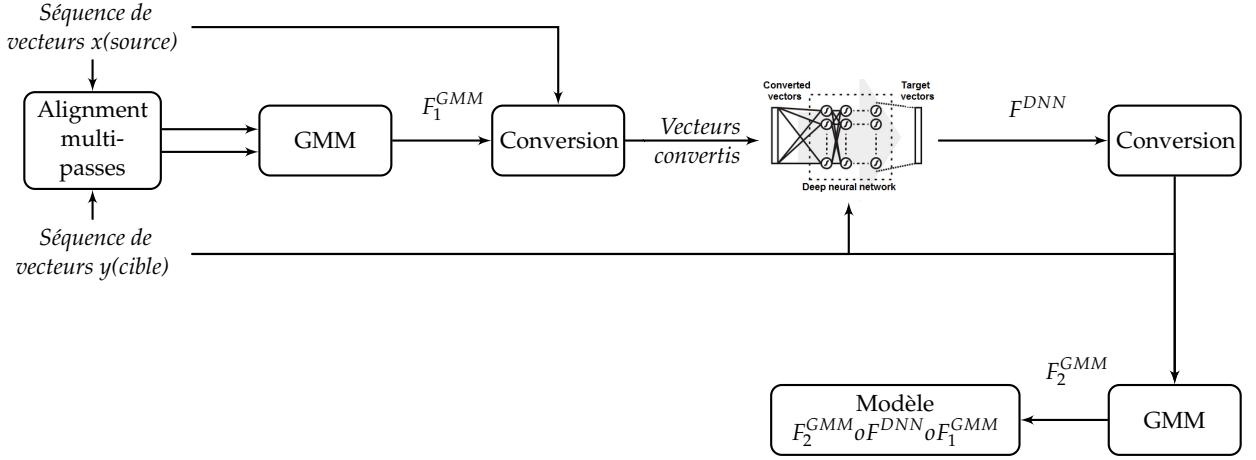 Séquence de
vecteurs x(source)
Alignment
multi-
passes
GMM
F₁ᴳᴹᴹ
Conversion
Vecteurs
convertis
Converted
vectors
Target
vectors
Deep neural network
Fᴰᴺᴺ
Conversion
Séquence de
vecteurs y(cible)
F₂ᴳᴹᴹ
GMM
Modèle
F₂ᴳᴹᴹoFᴰᴺᴺoF₁ᴳᴹᴹ